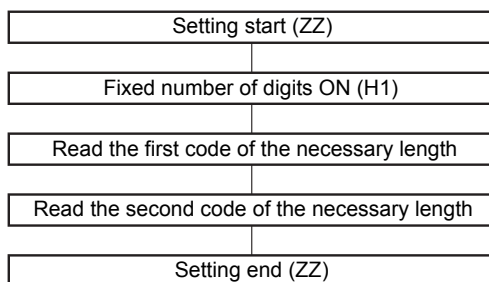 Setting start (ZZ)
Fixed number of digits ON (H1)
Read the first code of the necessary length
Read the second code of the necessary length
Setting end (ZZ)